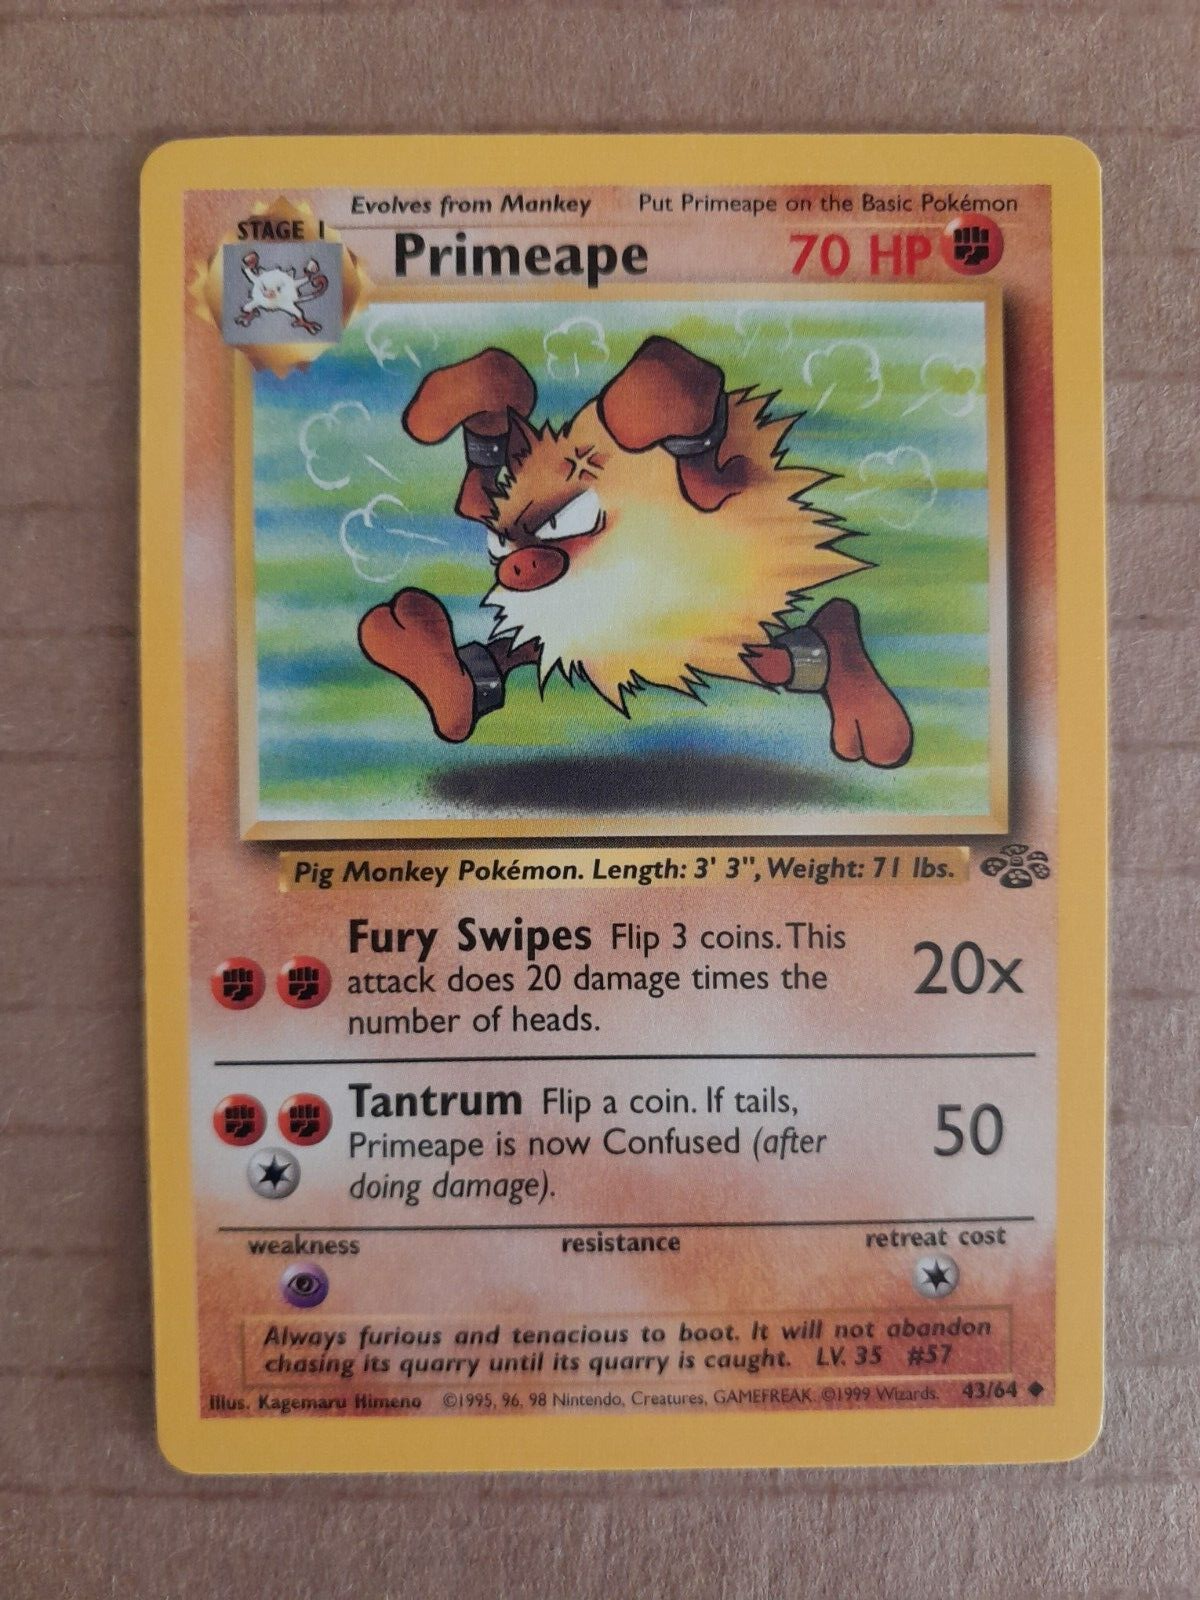 Evolves from Mankey Put Primeape on the Basic Pokémon
STAGE 1
Primeape 70 HP
Pig Monkey Pokémon. Length: 3' 3", Weight: 71 lbs.
Fury Swipes Flip 3 coins. This
attack does 20 damage times the
number of heads.
20x
Tantrum Flip a coin. If tails,
Primeape is now Confused (after
doing damage).
50
weakness resistance retreat cost
Always furious and tenacious to boot. It will not abandon
chasing its quarry until its quarry is caught. LV. 35 #57
Illus. Kagemaru Himeno ©1995, 96, 98 Nintendo, Creatures, GAMEFREAK. ©1999 Wizards. 43/64